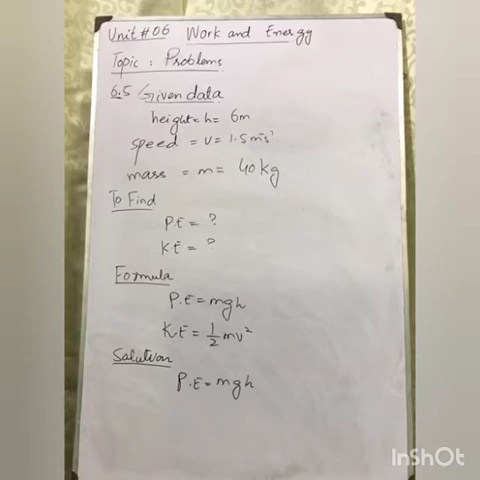 Unit # 06 Work and Energy
Topic : Problems
6.5 Given data
height = h = 6m
speed = v = 1.5 ms⁻¹
mass = m = 40 kg
To Find
P.E = ?
K.E = ?
Formula
P.E = mgh
K.E = 1/2 mv²
Solution
P.E = mgh
InShOt